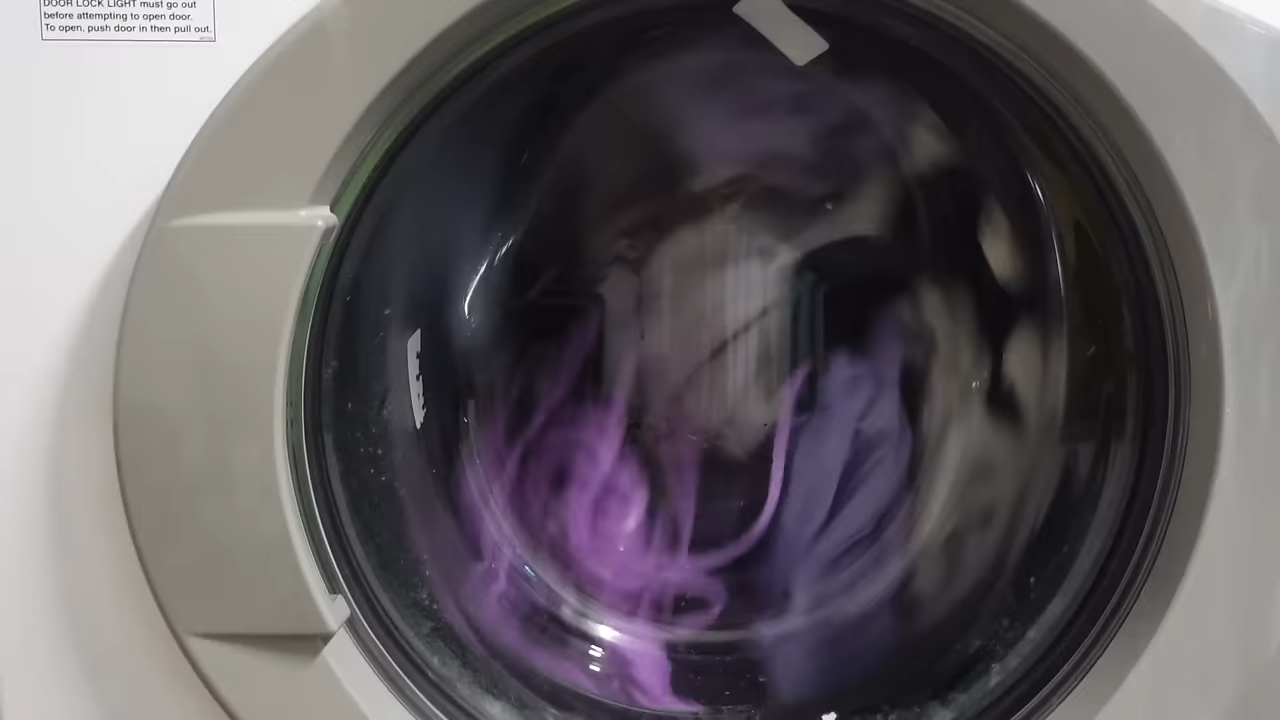 DOOR LOCK LIGHT must go out
before attempting to open door.
To open, push door in then pull out.